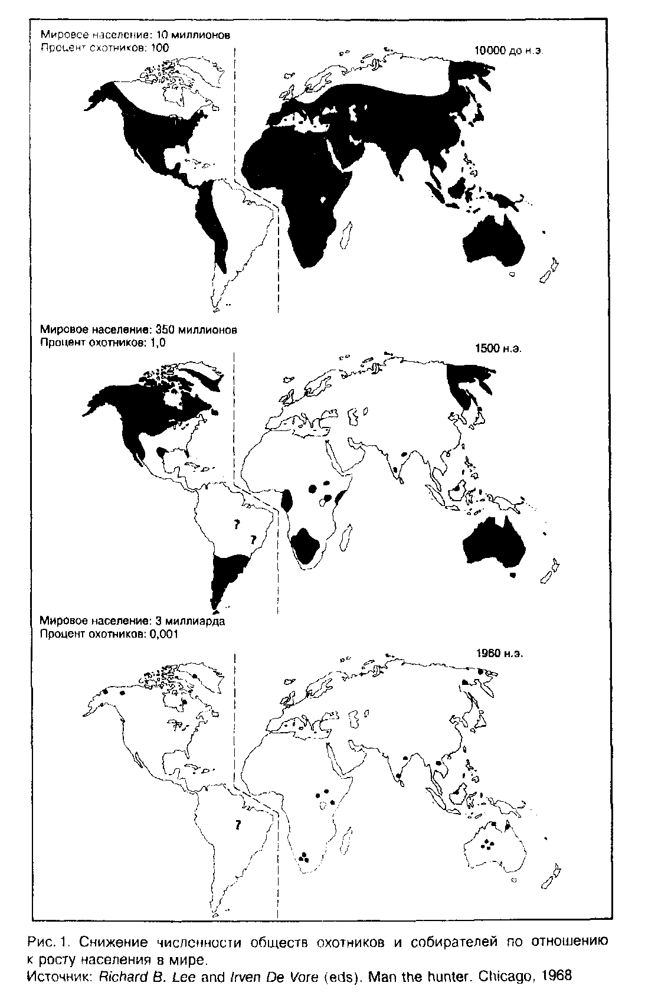 Мировое население: 10 миллионов
Процент охотников: 100
10000 до н.э.
Мировое население: 350 миллионов
Процент охотников: 1,0
1500 н.э.
?
?
Мировое население: 3 миллиарда
Процент охотников: 0,001
1960 н.э.
?
Рис. 1. Снижение численности обществ охотников и собирателей по отношению
к росту населения в мире.
Источник: Richard B. Lee and Irven De Vore (eds). Man the hunter. Chicago, 1968